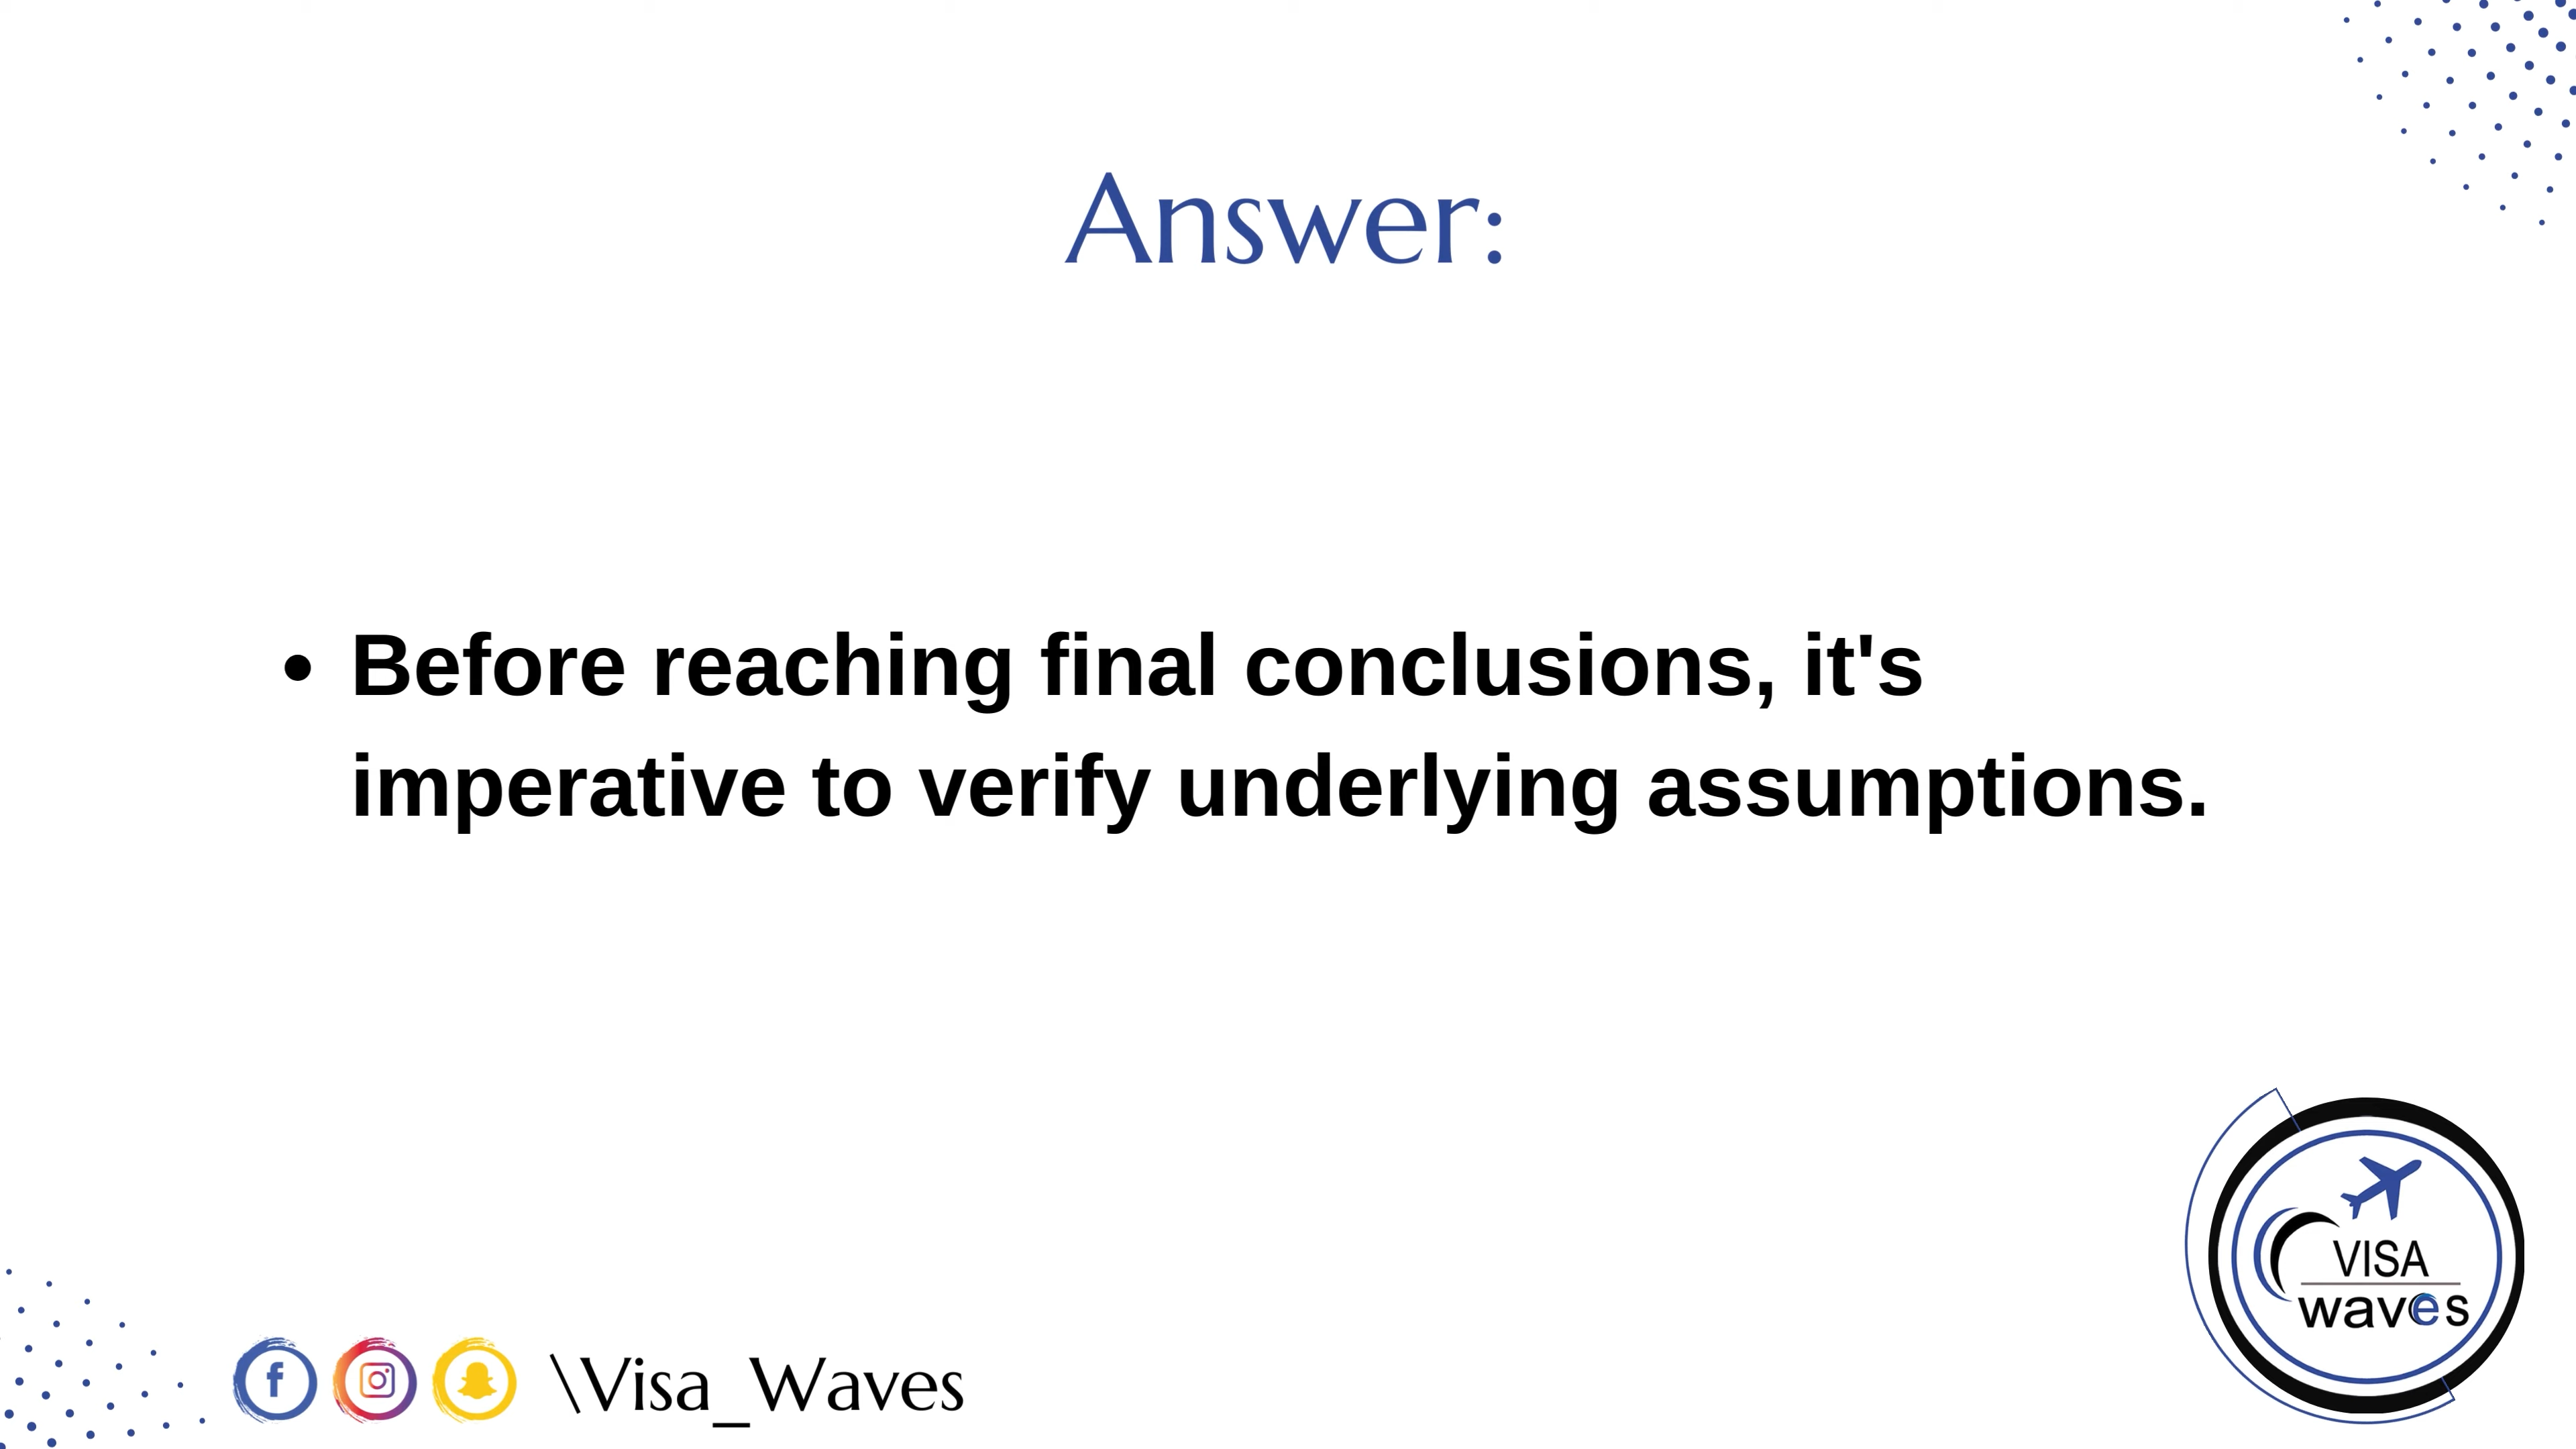 Answer:
• Before reaching final conclusions, it's
imperative to verify underlying assumptions.
VISA
waves
\Visa_Waves